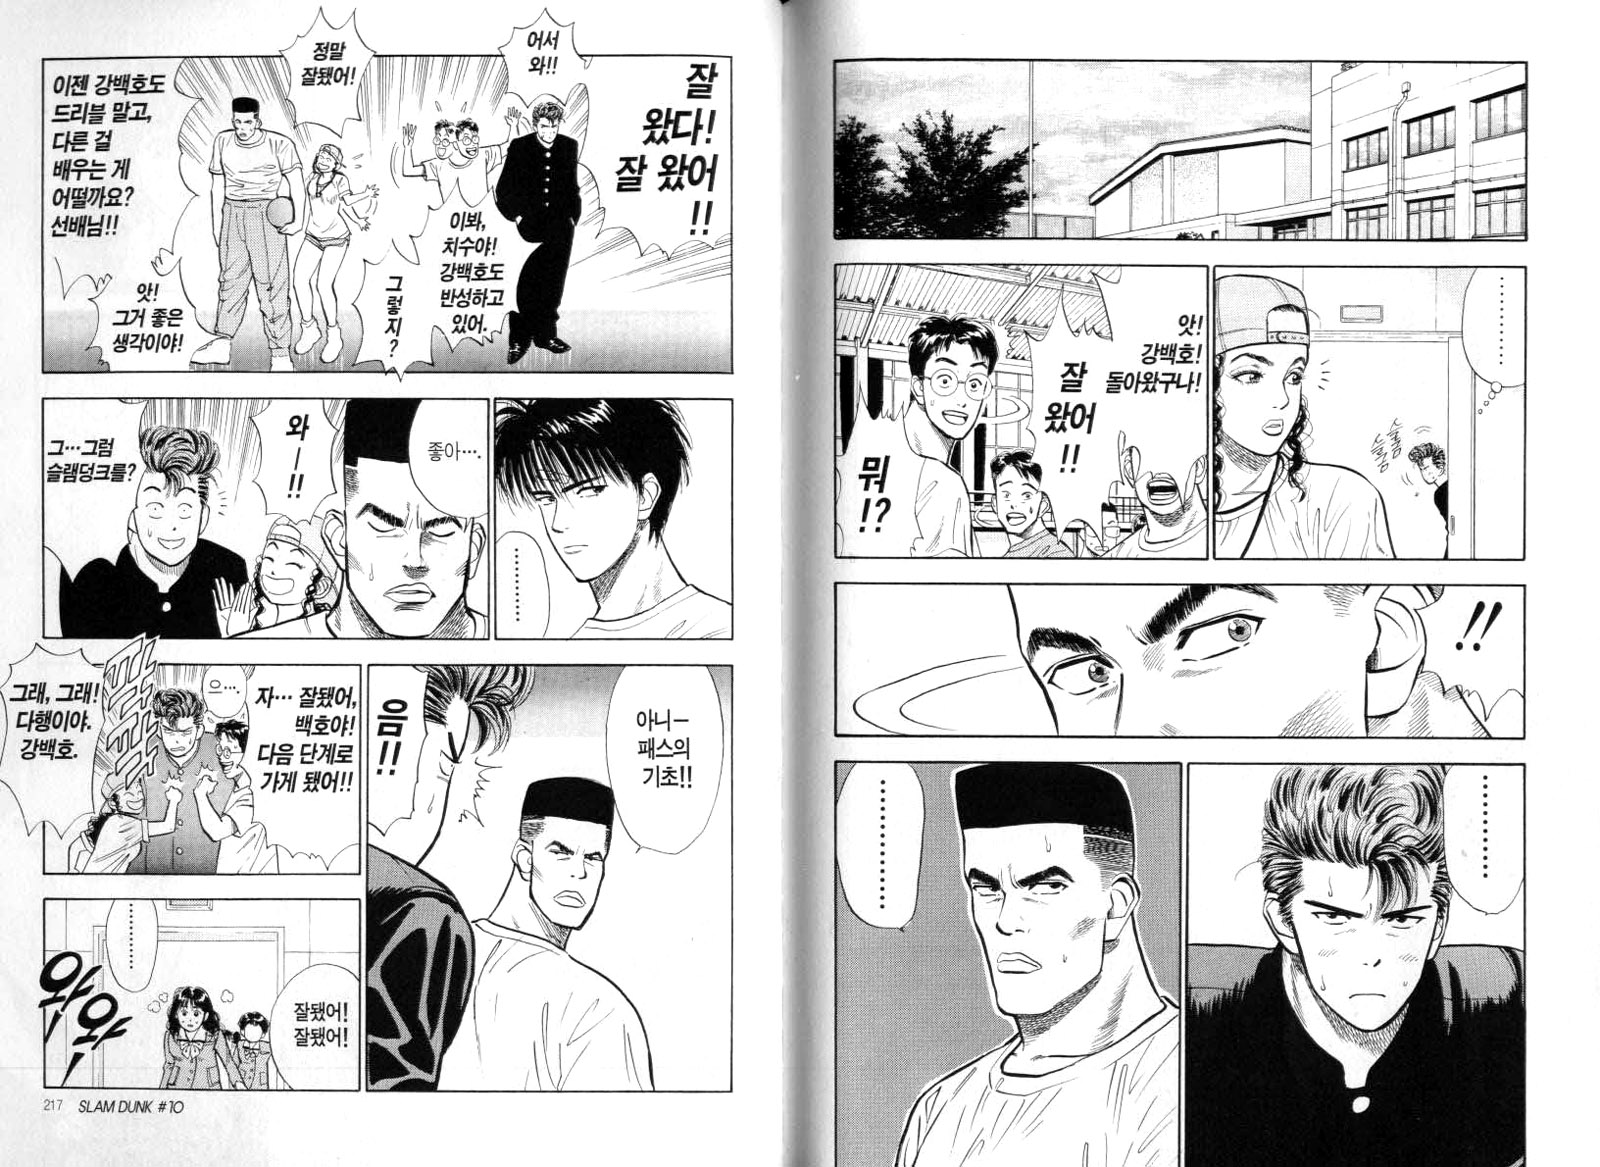 ………
앗!
강백호!
돌아왔구나!
슬금
슬금
잘
왔어
!!
뭐
!?
!!
…………
…………
잘
왔다!
잘 왔어
!!
어서
와!!
이봐,
치수야!
강백호도
반성하고
있어.
그
렇
지
?
정말
잘됐어!
이젠 강백호도
드리블 말고,
다른 걸
배우는 게
어떨까요?
선배님!!
앗!
그거 좋은
생각이야!
………
좋아….
와
ㅡ
!!
그…그럼
슬램덩크를?
아니ㅡ
패스의
기초!!
음
!!
자… 잘됐어,
백호야!
다음 단계로
가게 됐어!!
으…
그래, 그래!
다행이야.
강백호.
잘됐어!
잘됐어!
………
와
와
217 SLAM DUNK #10